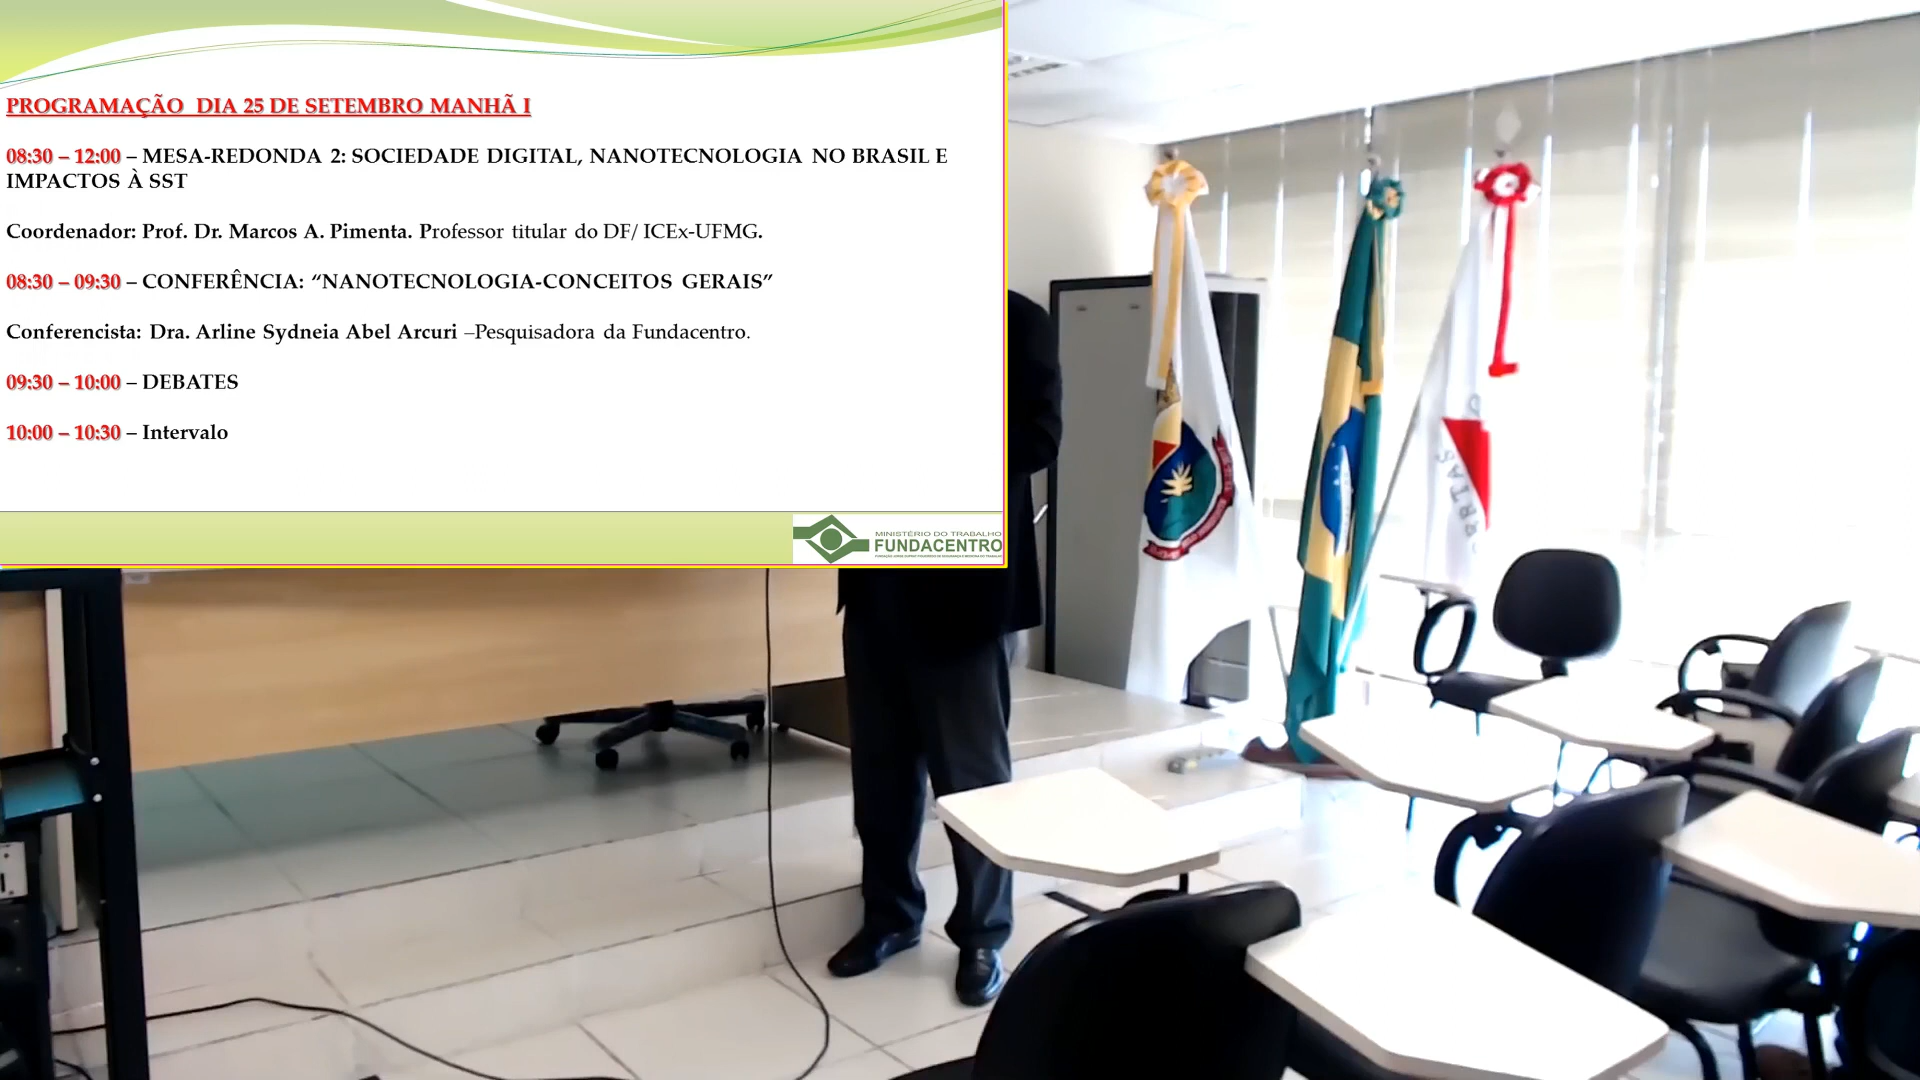 PROGRAMAÇÃO DIA 25 DE SETEMBRO MANHÃ I
08:30 – 12:00 – MESA-REDONDA 2: SOCIEDADE DIGITAL, NANOTECNOLOGIA NO BRASIL E
IMPACTOS À SST
Coordenador: Prof. Dr. Marcos A. Pimenta. Professor titular do DF/ ICEx-UFMG.
08:30 – 09:30 – CONFERÊNCIA: “NANOTECNOLOGIA-CONCEITOS GERAIS”
Conferencista: Dra. Arline Sydneia Abel Arcuri –Pesquisadora da Fundacentro.
09:30 – 10:00 – DEBATES
10:00 – 10:30 – Intervalo
MINISTÉRIO DO TRABALHO
FUNDACENTRO